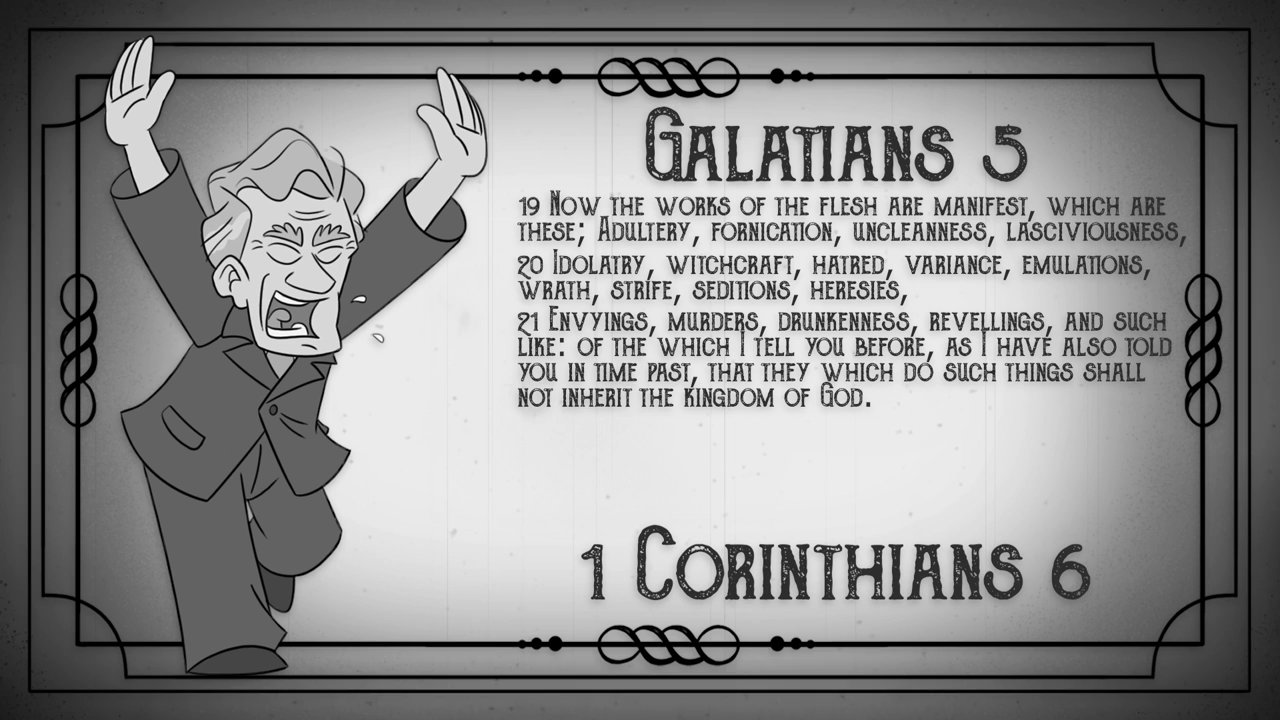 Galatians 5
19 Now the works of the flesh are manifest, which are
these; Adultery, fornication, uncleanness, lasciviousness,
20 Idolatry, witchcraft, hatred, variance, emulations,
wrath, strife, seditions, heresies,
21 Envyings, murders, drunkenness, revellings, and such
like: of the which I tell you before, as I have also told
you in time past, that they which do such things shall
not inherit the kingdom of God.
1 Corinthians 6